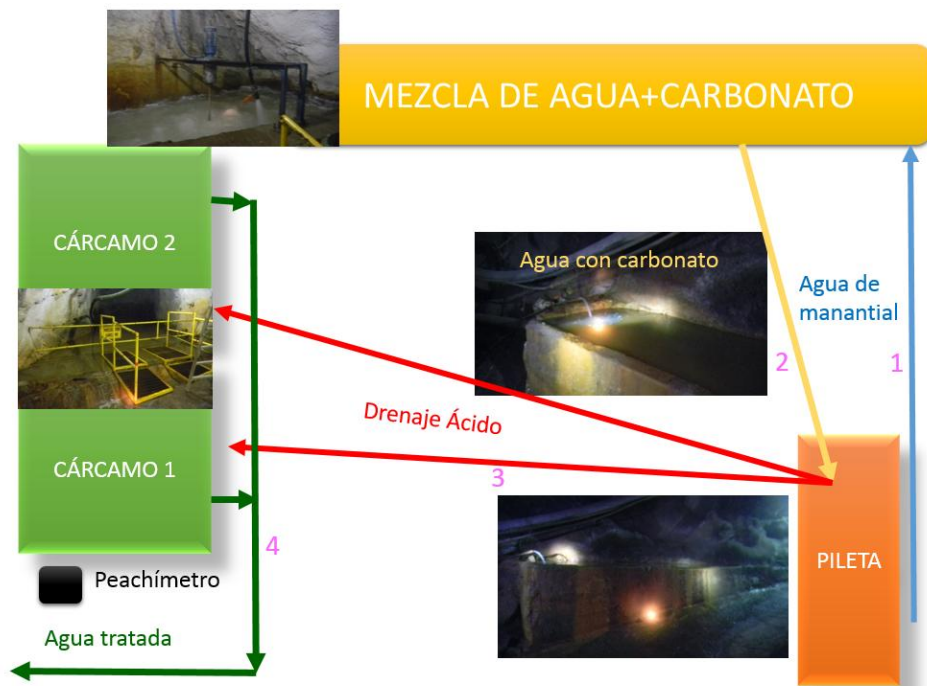 MEZCLA DE AGUA+CARBONATO
CÁRCAMO 2
Agua con carbonato
Agua de
manantial
2
1
Drenaje Ácido
3
CÁRCAMO 1
4
PILETA
Peachímetro
Agua tratada